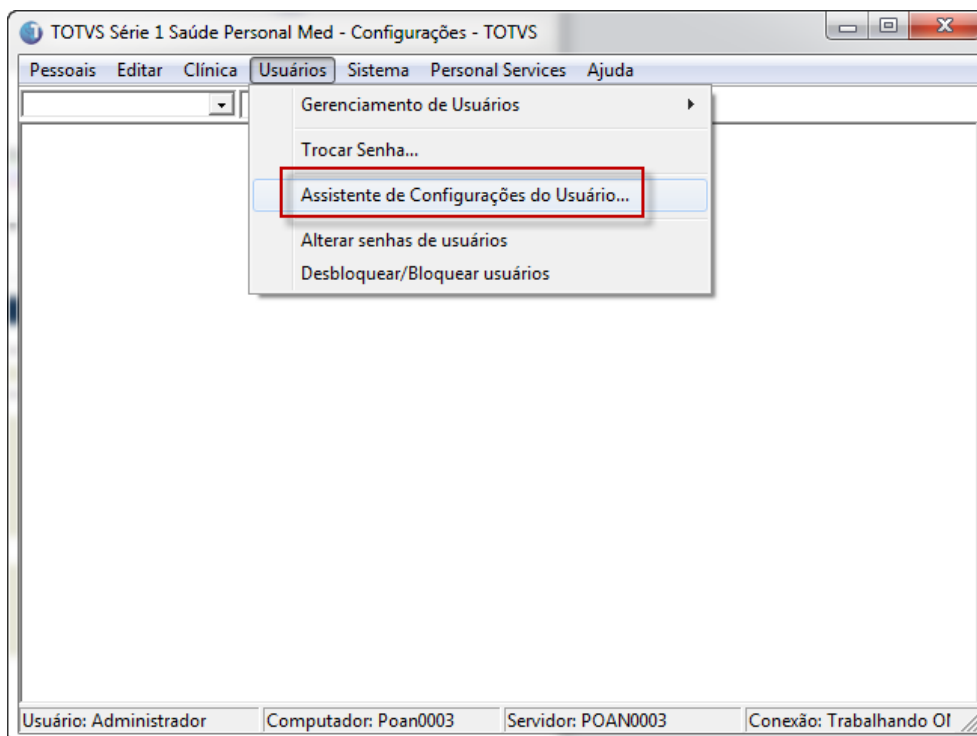 TOTVS Série 1 Saúde Personal Med - Configurações - TOTVS
Pessoais Editar Clínica Usuários Sistema Personal Services Ajuda
Gerenciamento de Usuários
Trocar Senha...
Assistente de Configurações do Usuário...
Alterar senhas de usuários
Desbloquear/Bloquear usuários
Usuário: Administrador Computador: Poan0003 Servidor: POAN0003 Conexão: Trabalhando